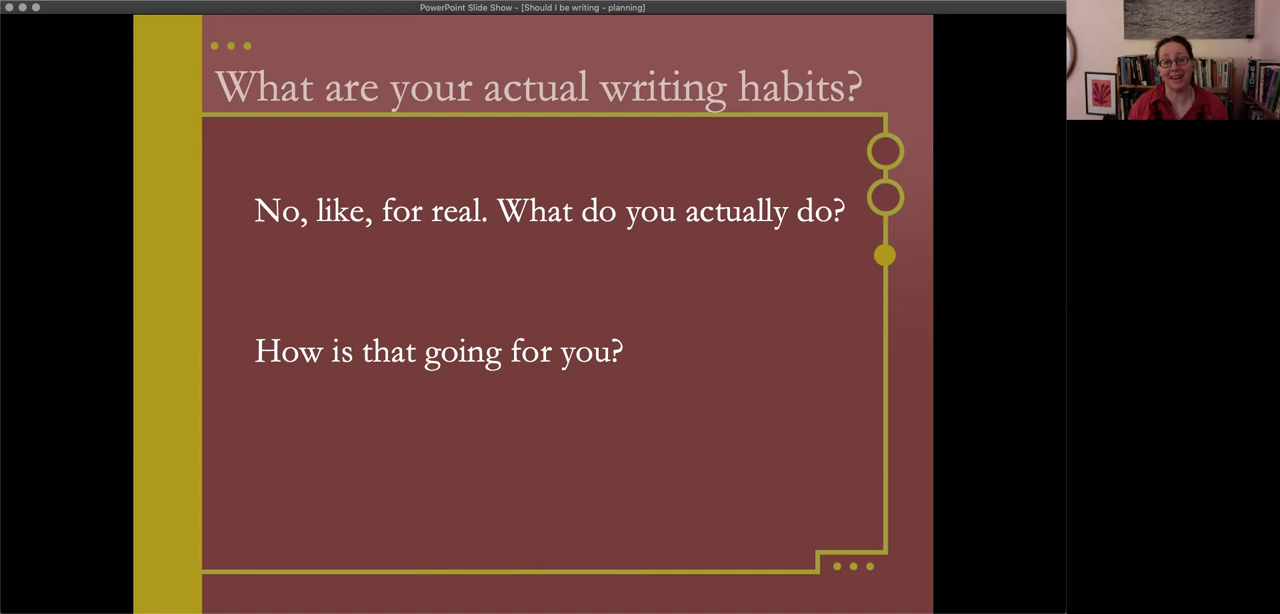 PowerPoint Slide Show - [Should I be writing - planning]
What are your actual writing habits?
No, like, for real. What do you actually do?
How is that going for you?